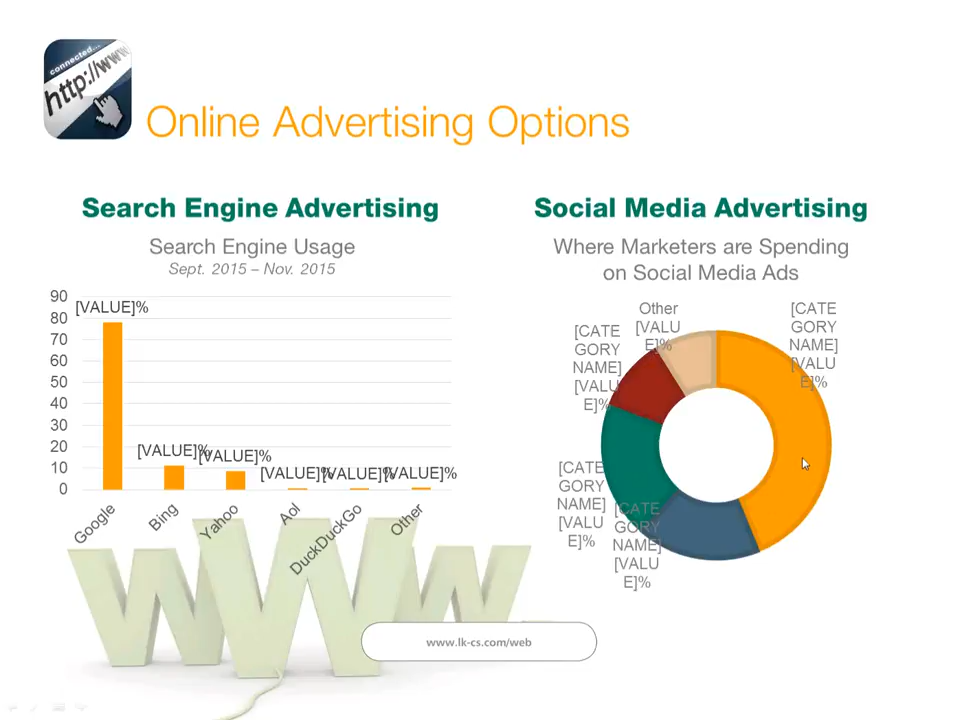 connected...
http://www
Online Advertising Options
Search Engine Advertising
Search Engine Usage
Sept. 2015 – Nov. 2015
90
80
70
60
50
40
30
20
10
0
[VALUE]%
[VALUE]%
[VALUE]%
[VALUE]%
[VALUE]%
[VALUE]%
Google
Bing
Yahoo
Aol
DuckDuckGo
Other
Social Media Advertising
Where Marketers are Spending
on Social Media Ads
Other
[VALU
E]%
[CATE
GORY
NAME]
[VALU
E]%
[CATE
GORY
NAME]
[VALU
E]%
[CATE
GORY
NAME]
[VALU
E]%
[CATE
GORY
NAME]
[VALU
E]%
www
www.lk-cs.com/web